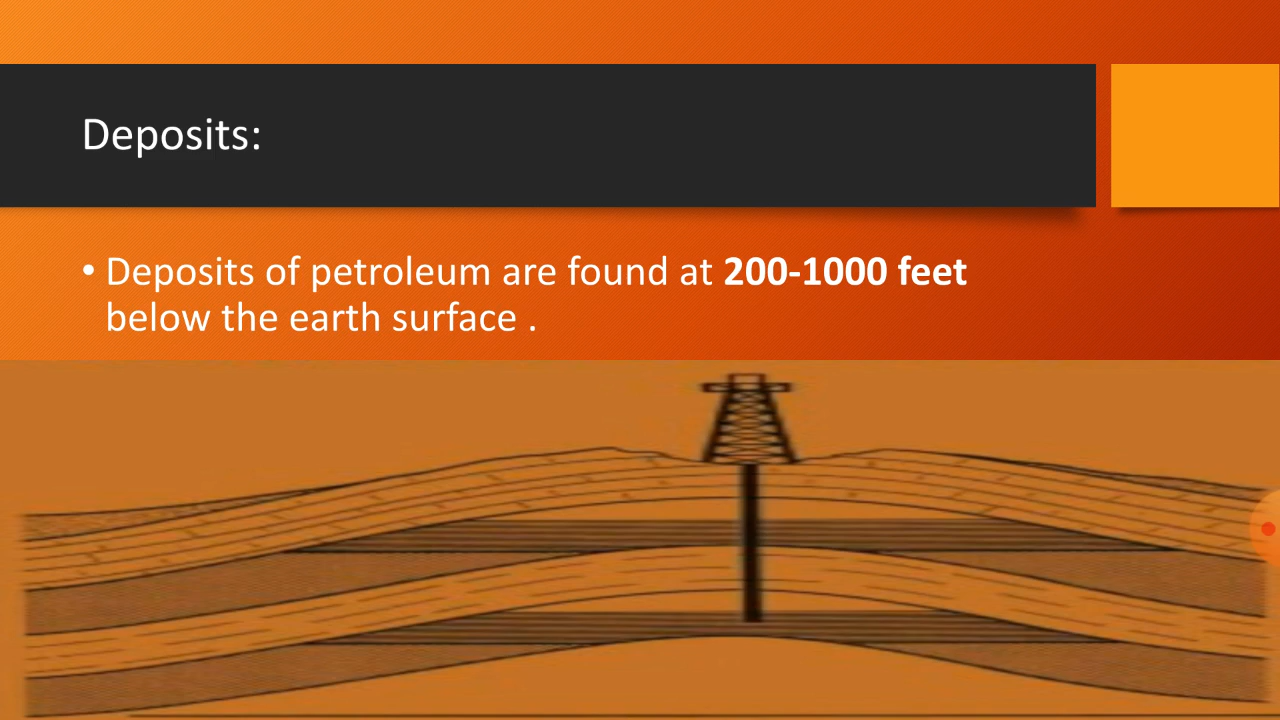 Deposits:
• Deposits of petroleum are found at 200-1000 feet
below the earth surface .